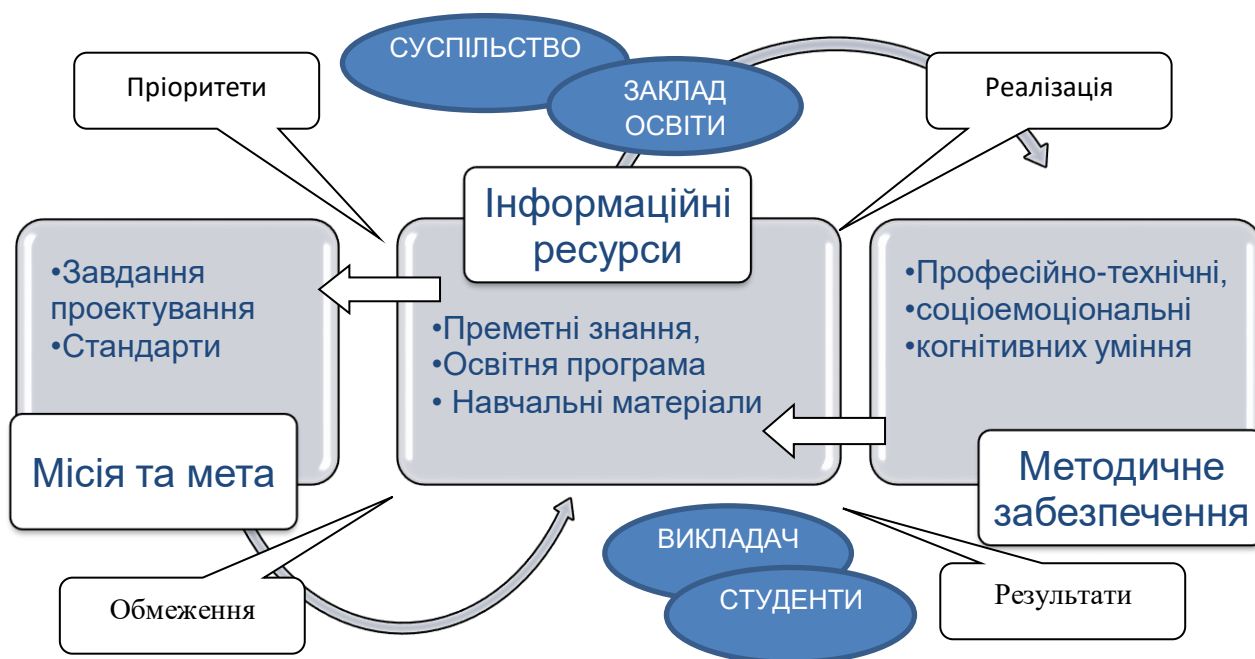 СУСПІЛЬСТВО
ЗАКЛАД
ОСВІТИ
Пріоритети
Реалізація
Інформаційні
ресурси
•Завдання
проектування
•Стандарти
•Преметні знання,
•Освітня програма
• Навчальні матеріали
•Професійно-технічні,
•соціоемоціональні
•когнітивних уміння
Місія та мета
Методичне
забезпечення
ВИКЛАДАЧ
СТУДЕНТИ
Обмеження
Результати